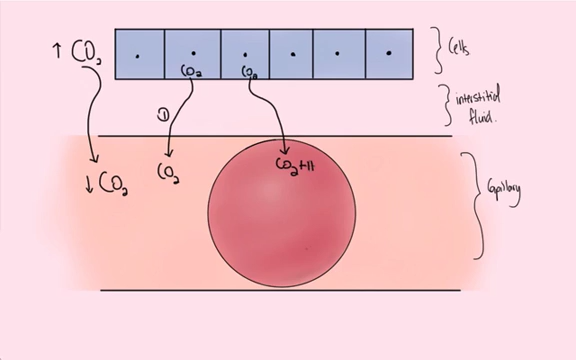 ↑ CO₂
CO₂
CO₂
Cells
①
interstitial
fluid.
↓ CO₂
CO₂
CO₂+H
Capillary